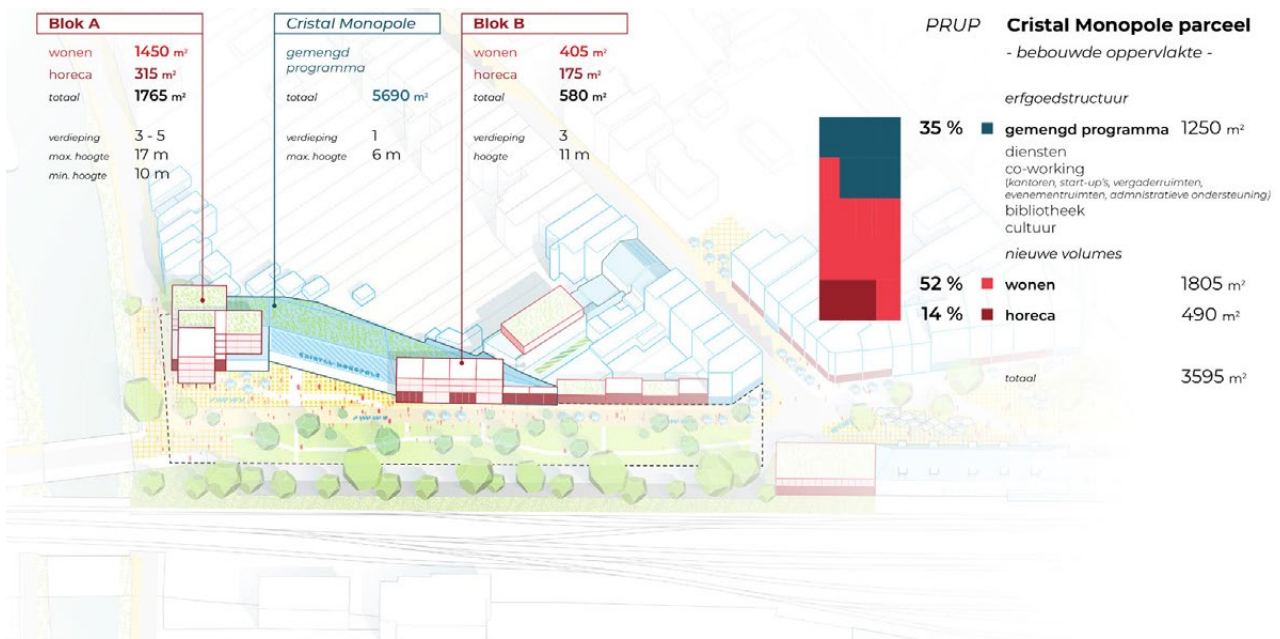 Blok A
wonen 1450 m²
horeca 315 m²
totaal 1765 m²
verdieping 3 - 5
max. hoogte 17 m
min. hoogte 10 m
Cristal Monopole
gemengd
programma
totaal 5690 m²
verdieping 1
max. hoogte 6 m
Blok B
wonen 405 m²
horeca 175 m²
totaal 580 m²
verdieping 3
hoogte 11 m
CRISTAL MONOPOLE
PRUP Cristal Monopole parceel
- bebouwde oppervlakte -
erfgoedstructuur
35 % gemengd programma 1250 m²
diensten
co-working
(kantoren, start-up's, vergaderruimten,
evenementruimten, admnistratieve ondersteuning)
bibliotheek
cultuur
nieuwe volumes
52 % wonen 1805 m²
14 % horeca 490 m²
totaal 3595 m²